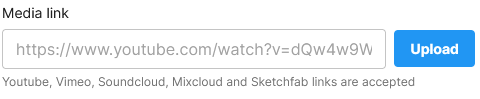 Media link
https://www.youtube.com/watch?v=dQw4w9W
Upload
Youtube, Vimeo, Soundcloud, Mixcloud and Sketchfab links are accepted